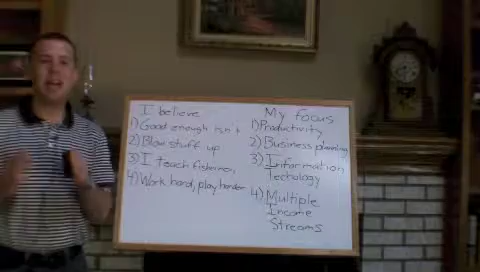 I believe
1) Good enough isn't
2) Blow stuff up
3) I teach fishermen
4) Work hard, play harder
My focus
1) Productivity
2) Business planning
3) Information
Techology
4) Multiple
Income
Streams